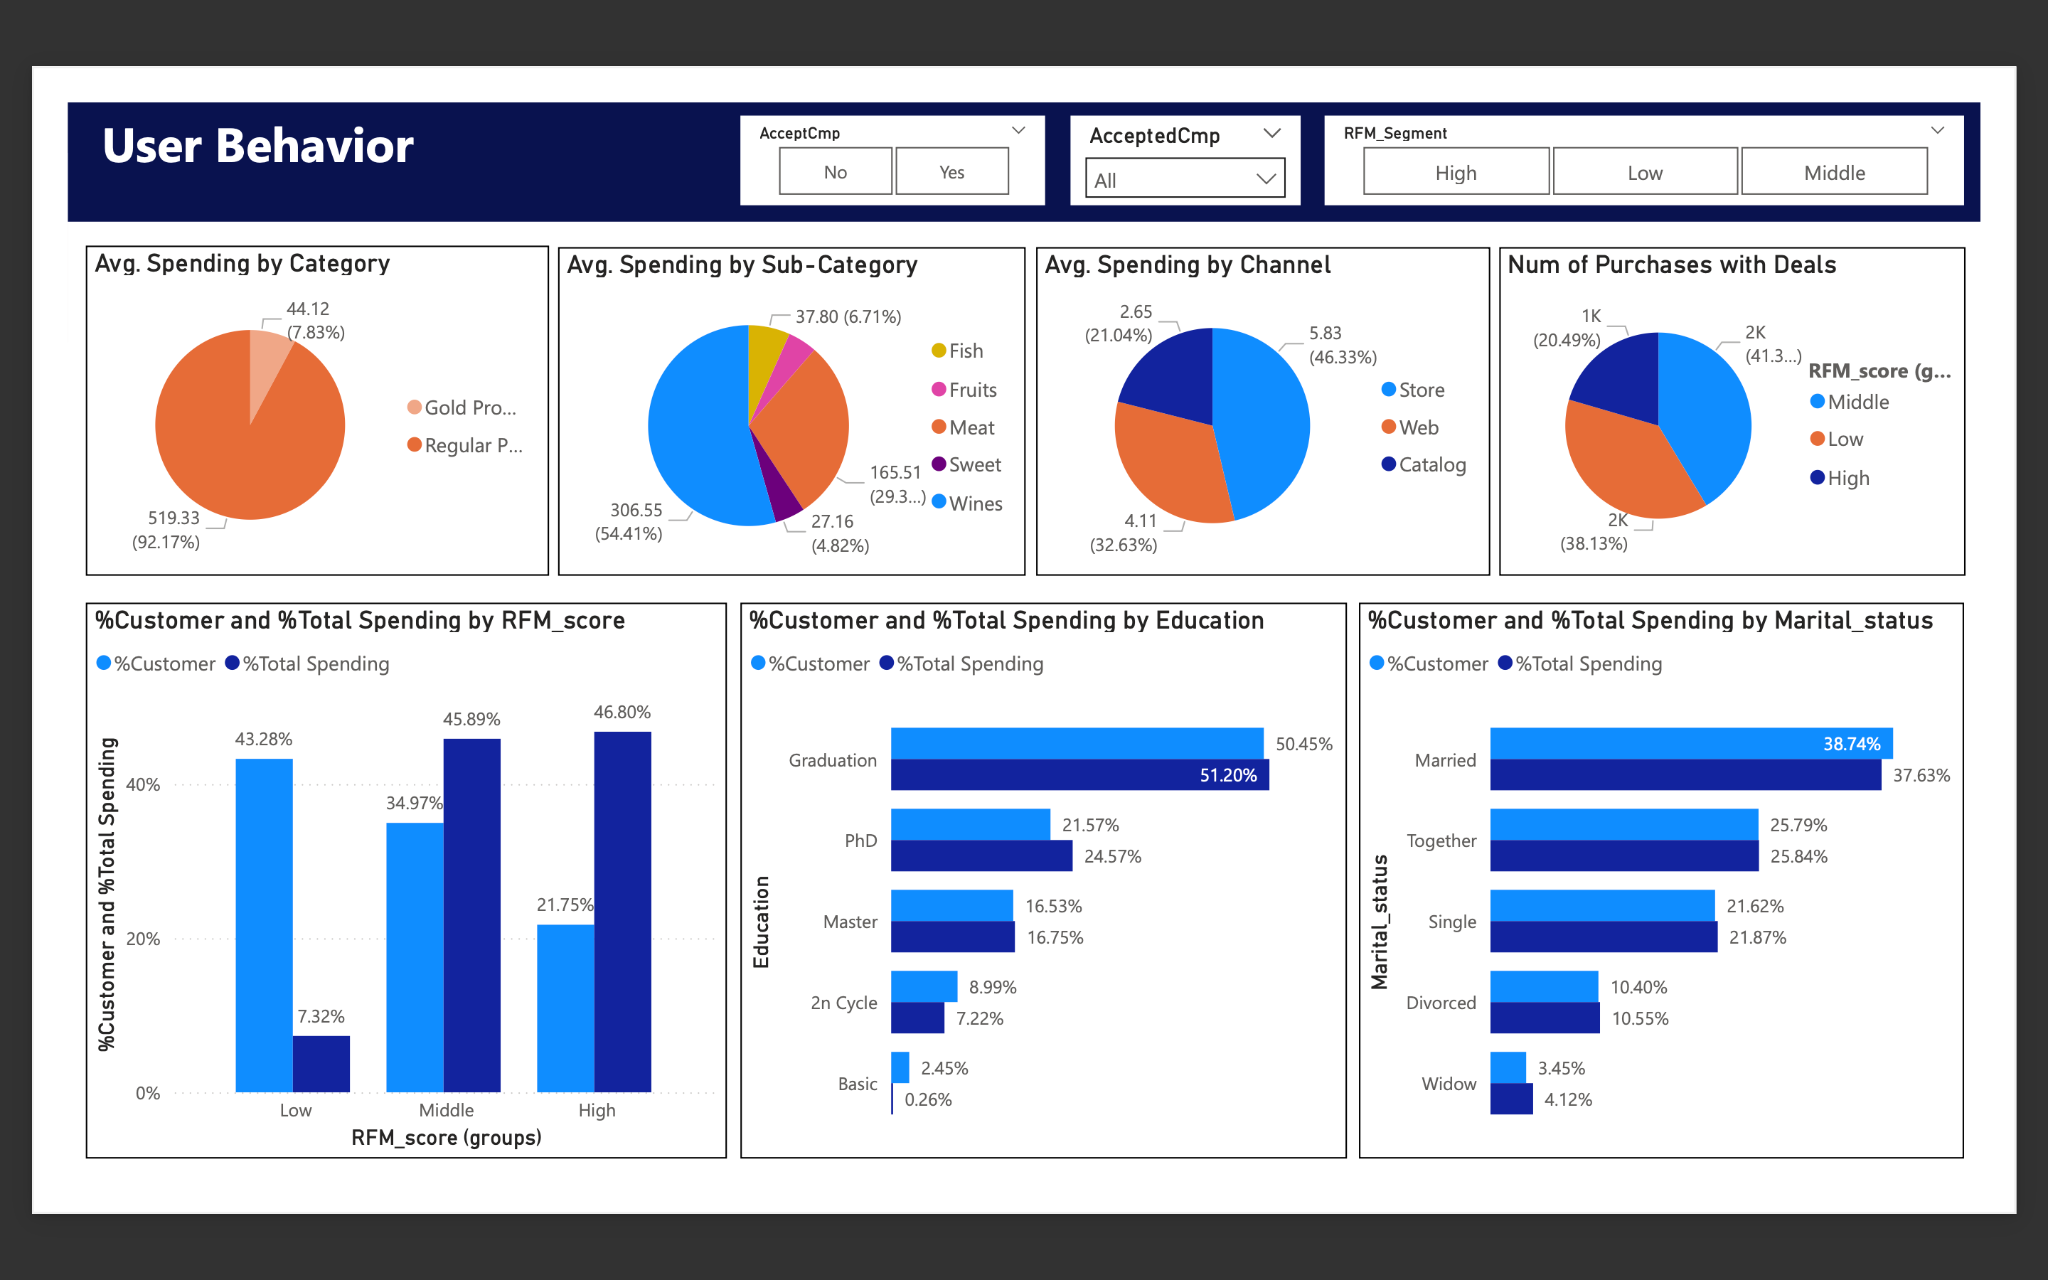 User Behavior
AcceptCmp
No
Yes
AcceptedCmp
All
RFM_Segment
High
Low
Middle
Avg. Spending by Category
44.12
(7.83%)
519.33
(92.17%)
Gold Pro...
Regular P...
Avg. Spending by Sub-Category
37.80 (6.71%)
165.51
(29.3...)
27.16
(4.82%)
306.55
(54.41%)
Fish
Fruits
Meat
Sweet
Wines
Avg. Spending by Channel
2.65
(21.04%)
5.83
(46.33%)
4.11
(32.63%)
Store
Web
Catalog
Num of Purchases with Deals
1K
(20.49%)
2K
(41.3...)
2K
(38.13%)
RFM_score (g...
Middle
Low
High
%Customer and %Total Spending by RFM_score
%Customer
%Total Spending
%Customer and %Total Spending
40%
20%
0%
43.28%
7.32%
34.97%
45.89%
21.75%
46.80%
Low
Middle
High
RFM_score (groups)
%Customer and %Total Spending by Education
%Customer
%Total Spending
Education
Graduation
50.45%
51.20%
PhD
21.57%
24.57%
Master
16.53%
16.75%
2n Cycle
8.99%
7.22%
Basic
2.45%
0.26%
%Customer and %Total Spending by Marital_status
%Customer
%Total Spending
Marital_status
Married
38.74%
37.63%
Together
25.79%
25.84%
Single
21.62%
21.87%
Divorced
10.40%
10.55%
Widow
3.45%
4.12%